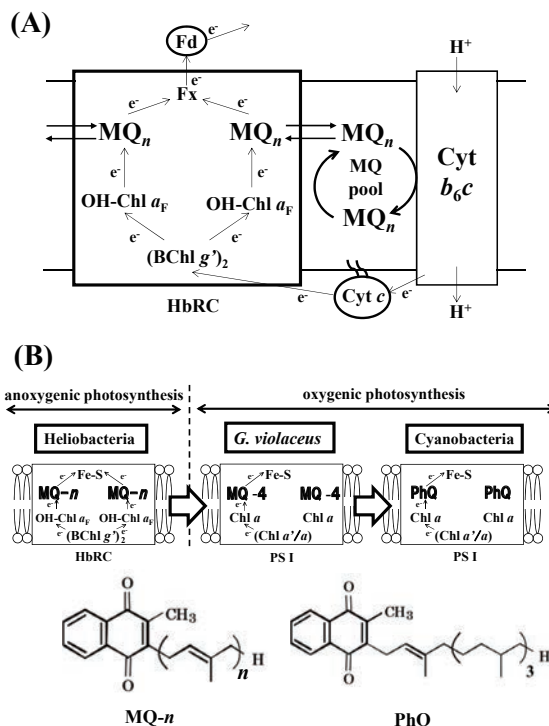 (A)
Fd
e-
H+
e-
Fx
e-
e-
MQn
MQn
MQn
e-
e-
MQ
pool
Cyt
b6c
OH-Chl aF
OH-Chl aF
MQn
e-
e-
(BChl g')2
e-
Cyt c
e-
HbRC
H+
(B)
anoxygenic photosynthesis
oxygenic photosynthesis
Heliobacteria
G. violaceus
Cyanobacteria
e- Fe-S e-
e- Fe-S
e- Fe-S
MQ-n MQ-n
MQ-4 MQ-4
PhQ PhQ
e- e-
e-
e-
OH-Chl aF OH-Chl aF
Chl a Chl a
Chl a Chl a
e- (BChl g')2 e-
e- (Chl a'/a)
e- (Chl a'/a)
HbRC
PS I
PS I
O
CH3
O
H
n
MQ-n
O
CH3
O
H
3
PhQ